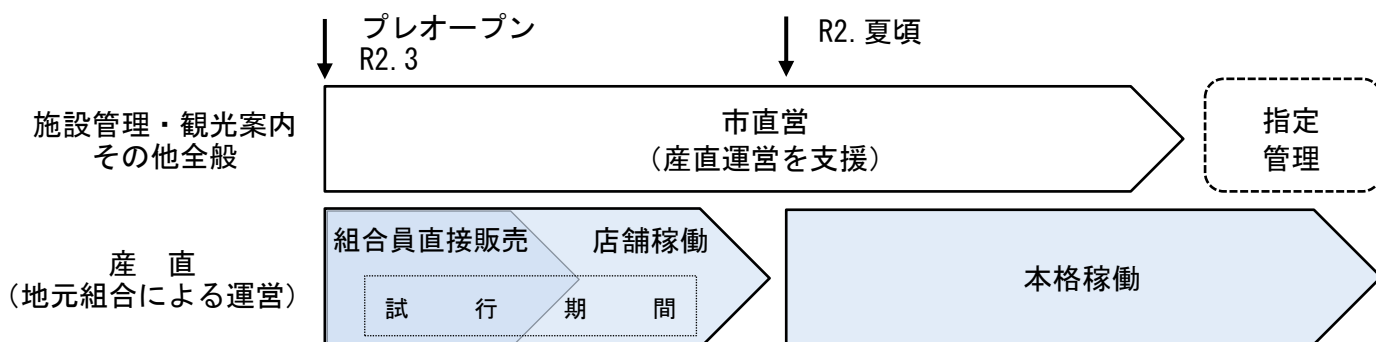 プレオープン
R2.3
R2.夏頃
施設管理・観光案内
その他全般
市直営
（産直運営を支援）
指定
管理
産　直
（地元組合による運営）
組合員直接販売
店舗稼働
試　行　期　間
本格稼働